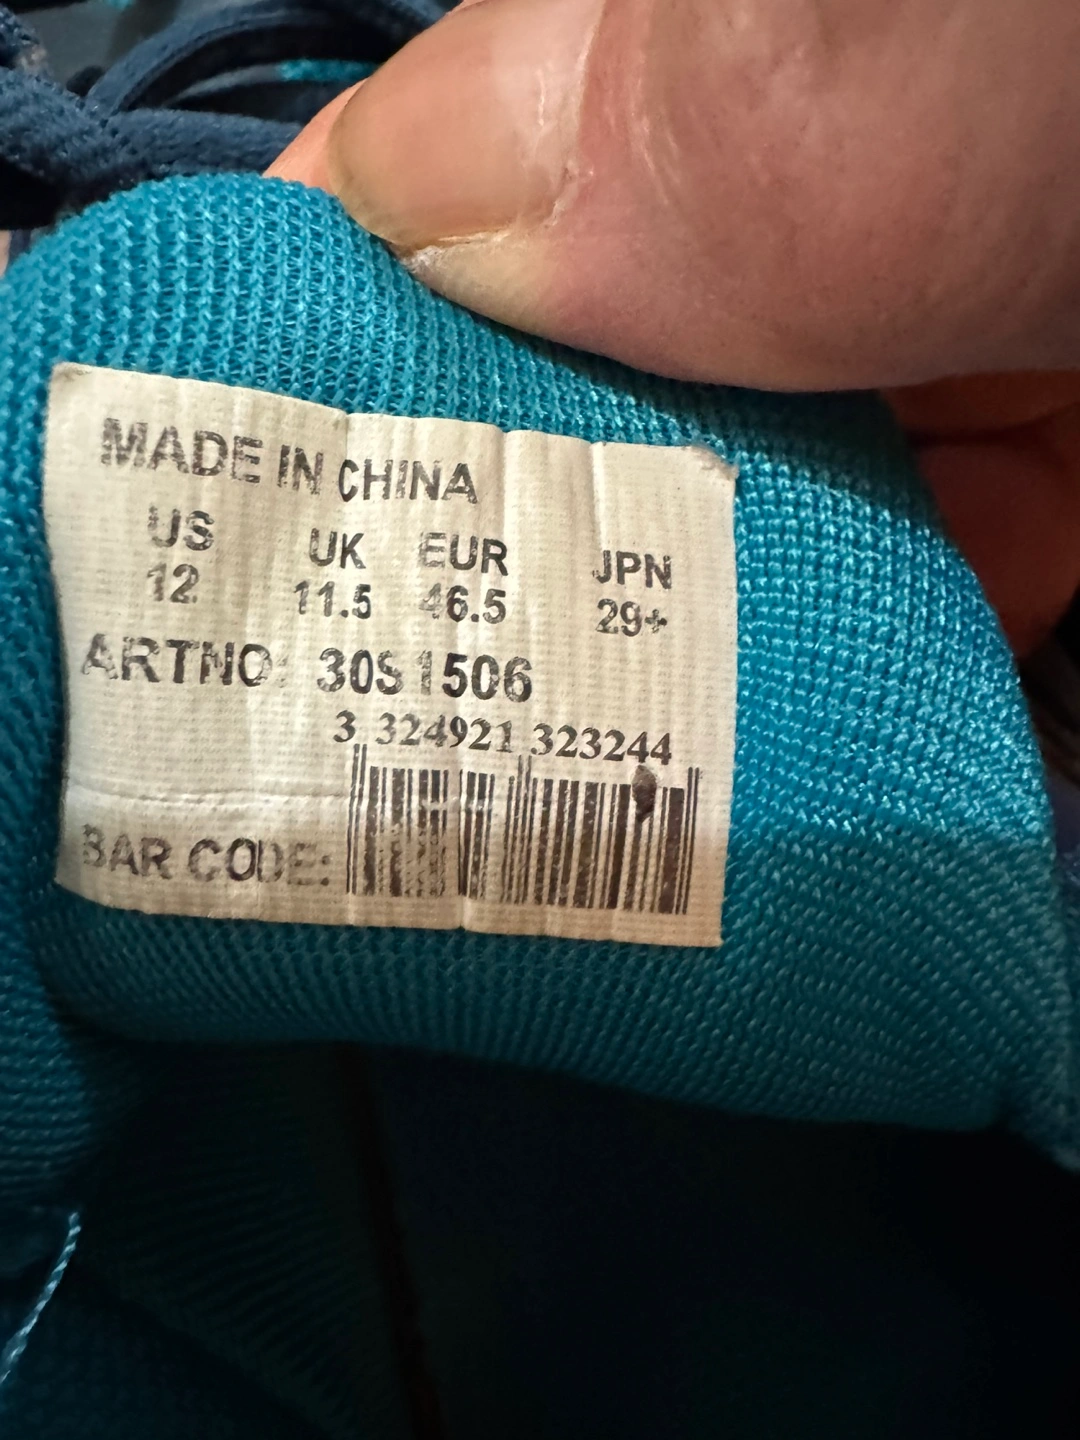 MADE IN CHINA
US UK EUR JPN
12 11.5 46.5 29+
ARTNO: 30S1506
3 324921 323244
BAR CODE: